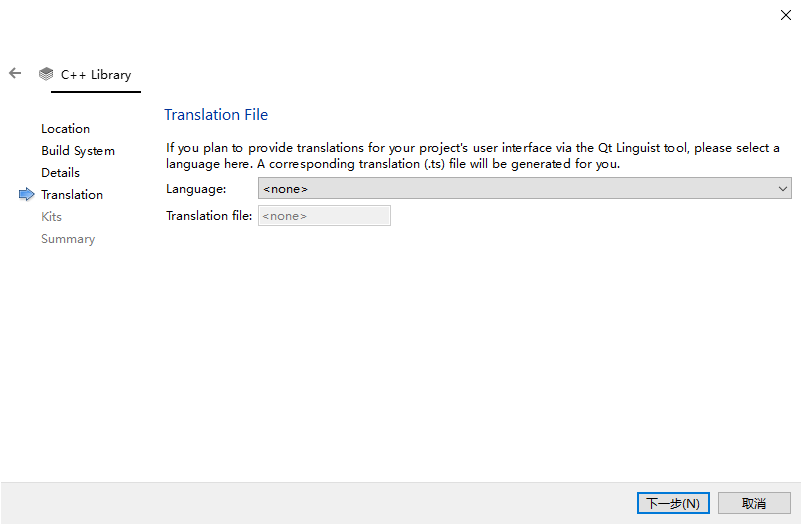 C++ Library
Location
Build System
Details
Translation
Kits
Summary
Translation File
If you plan to provide translations for your project's user interface via the Qt Linguist tool, please select a
language here. A corresponding translation (.ts) file will be generated for you.
Language: <none>
Translation file: <none>
下一步(N) 取消